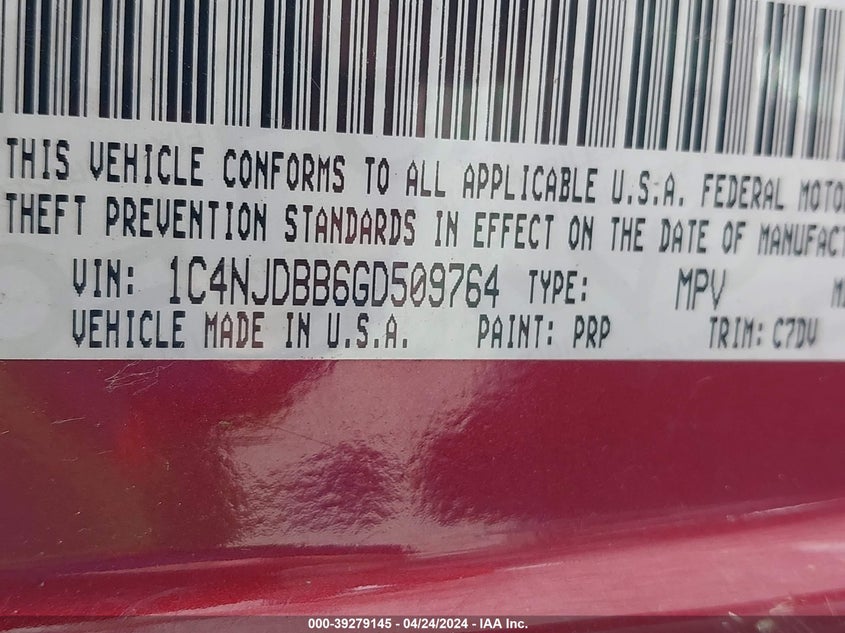 THIS VEHICLE CONFORMS TO ALL APPLICABLE U.S.A. FEDERAL
THEFT PREVENTION STANDARDS IN EFFECT ON THE DATE OF
VIN: 1C4NJDBB6GD509764 TYPE: MPV
VEHICLE MADE IN U.S.A. PAINT: PRP TRIM: C7DV
000-39279145 / 04/24/2024 - IAA Inc.